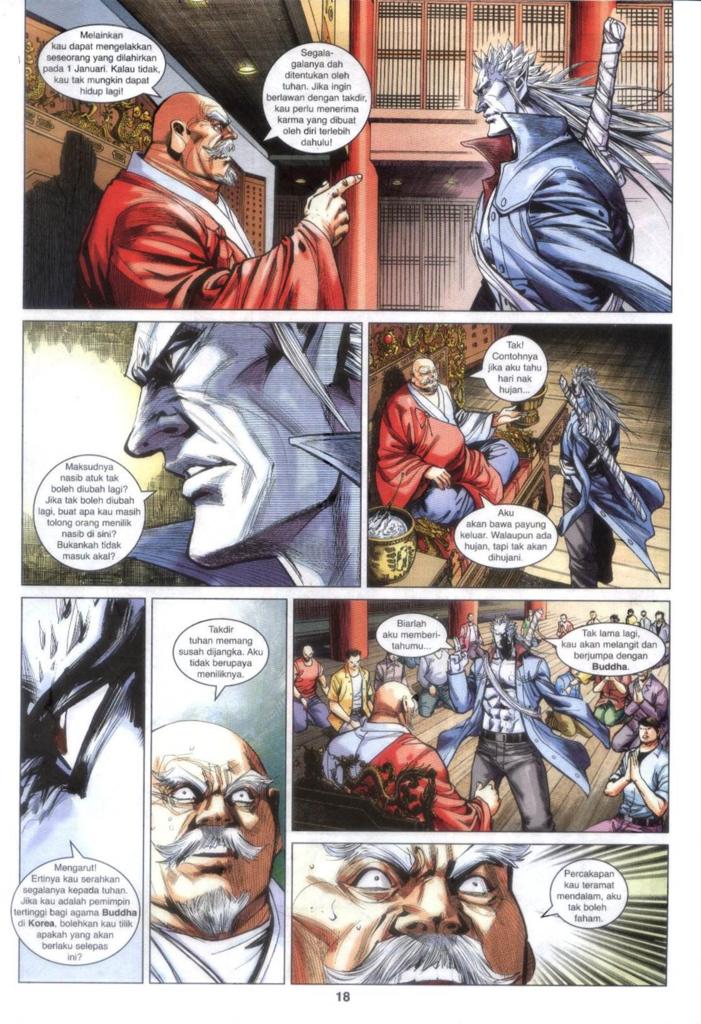 Melainkan
kau dapat mengelakkan
seseorang yang dilahirkan
pada 1 Januari. Kalau tidak,
kau tak mungkin dapat
hidup lagi!
Segala-
galanya dah
ditentukan oleh
tuhan. Jika ingin
berlawan dengan takdir,
kau perlu menerima
karma yang dibuat
oleh diri terlebih
dahulu!
Maksudnya
nasib atuk tak
boleh diubah lagi?
Jika tak boleh diubah
lagi, buat apa kau masih
tolong orang menilik
nasib di sini?
Bukankah tidak
masuk akal?
Tak!
Contohnya
jika aku tahu
hari nak
hujan...
Aku
akan bawa payung
keluar. Walaupun ada
hujan, tapi tak akan
dihujani.
Mengarut!
Ertinya kau serahkan
segalanya kepada tuhan.
Jika kau adalah pemimpin
tertinggi bagi agama Buddha
di Korea, bolehkan kau tilik
apakah yang akan
berlaku selepas
ini?
Takdir
tuhan memang
susah dijangka. Aku
tidak berupaya
meniliknya.
Biarlah
aku memberi-
tahumu...
Tak lama lagi,
kau akan melangit dan
berjumpa dengan
Buddha.
Percakapan
kau teramat
mendalam, aku
tak boleh
faham.
18